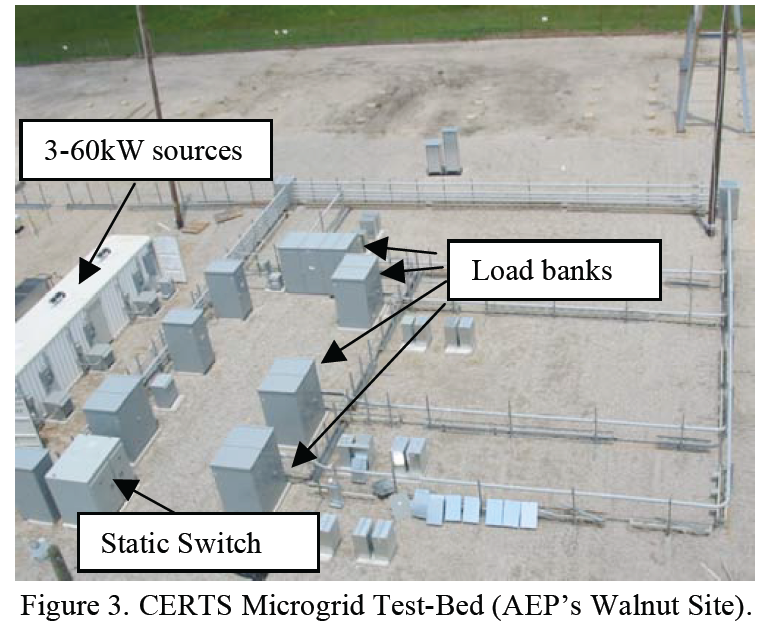 3-60kW sources
Load banks
Static Switch
Figure 3. CERTS Microgrid Test-Bed (AEP's Walnut Site).